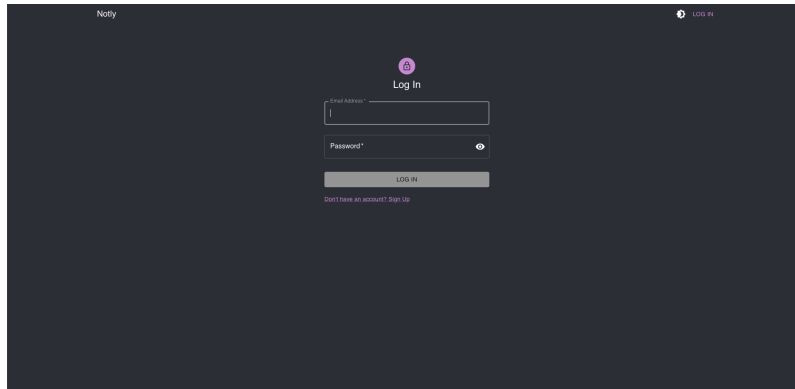 Notly
LOG IN
Log In
Email Address *
Password *
LOG IN
Don't have an account? Sign Up